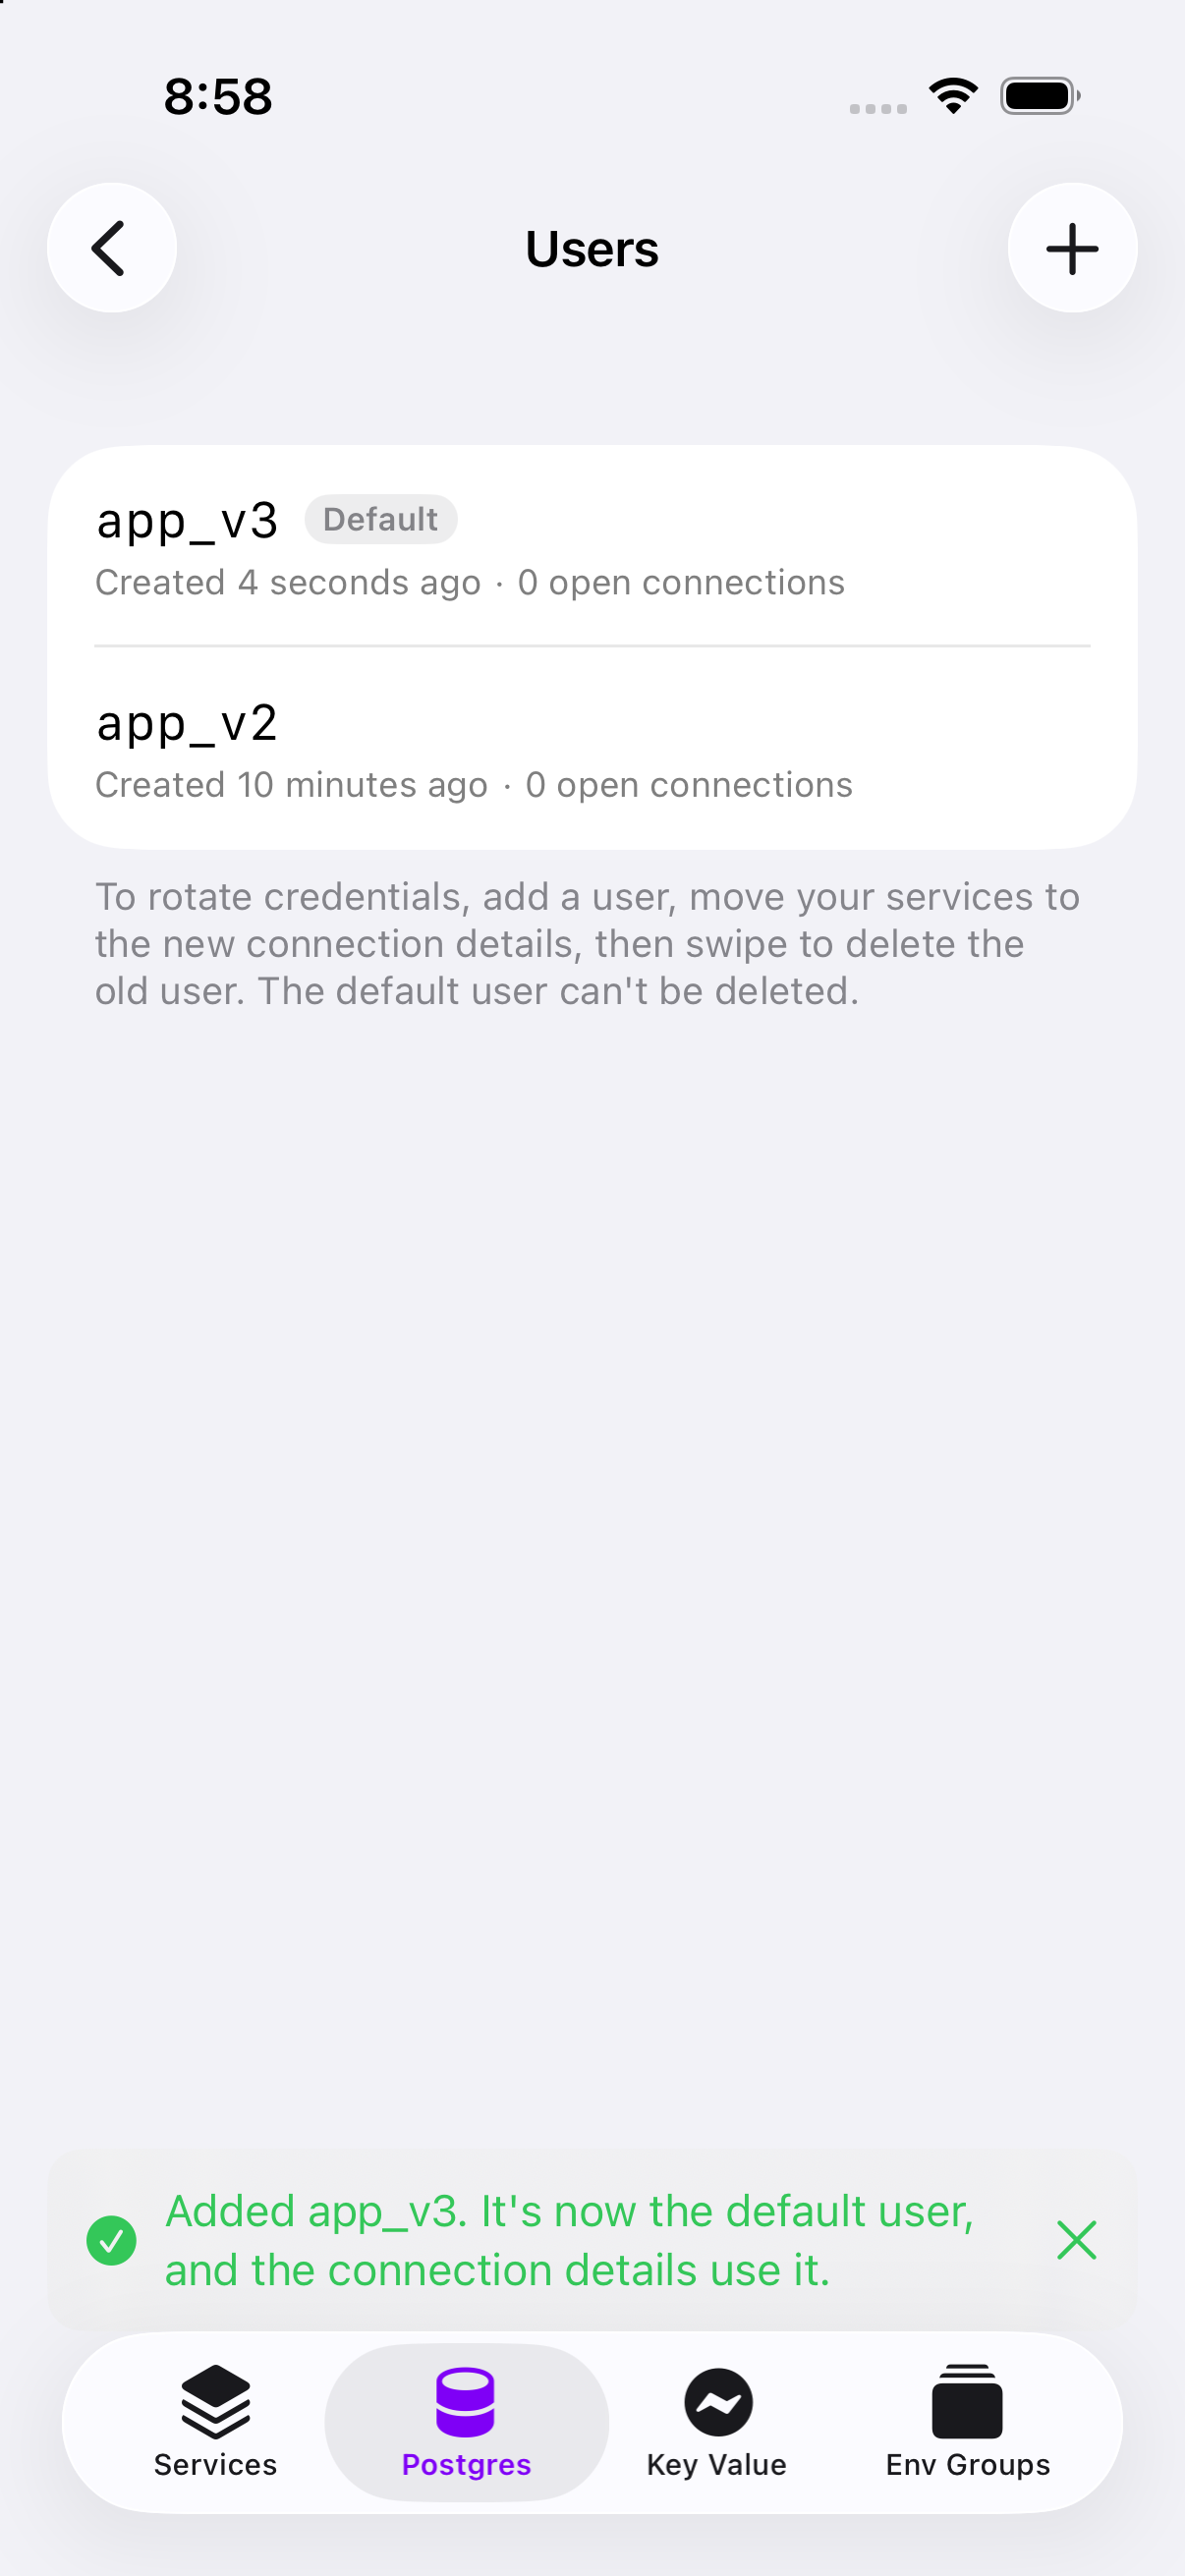 8:58
Users
app_v3 Default
Created 4 seconds ago · 0 open connections
app_v2
Created 10 minutes ago · 0 open connections
To rotate credentials, add a user, move your services to
the new connection details, then swipe to delete the
old user. The default user can't be deleted.
Added app_v3. It's now the default user,
and the connection details use it.
Services Postgres Key Value Env Groups